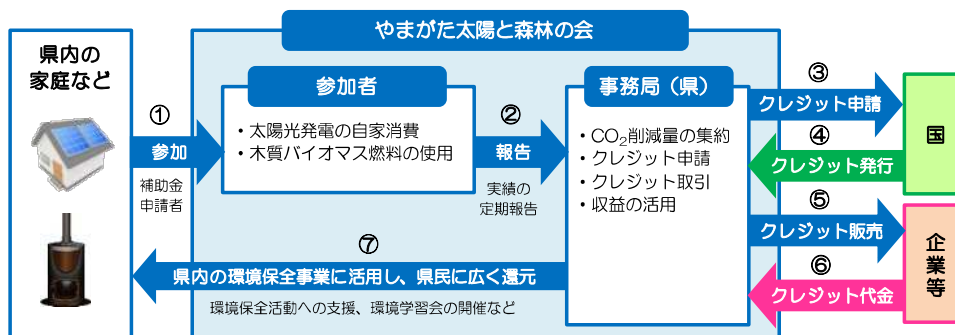 やまがた太陽と森林の会
県内の
家庭など
①
参加
補助金
申請者
参加者
・太陽光発電の自家消費
・木質バイオマス燃料の使用
②
報告
実績の
定期報告
事務局（県）
・CO₂削減量の集約
・クレジット申請
・クレジット取引
・収益の活用
③
クレジット申請
④
クレジット発行
国
⑤
クレジット販売
⑥
クレジット代金
企業等
⑦
県内の環境保全事業に活用し、県民に広く還元
環境保全活動への支援、環境学習会の開催など